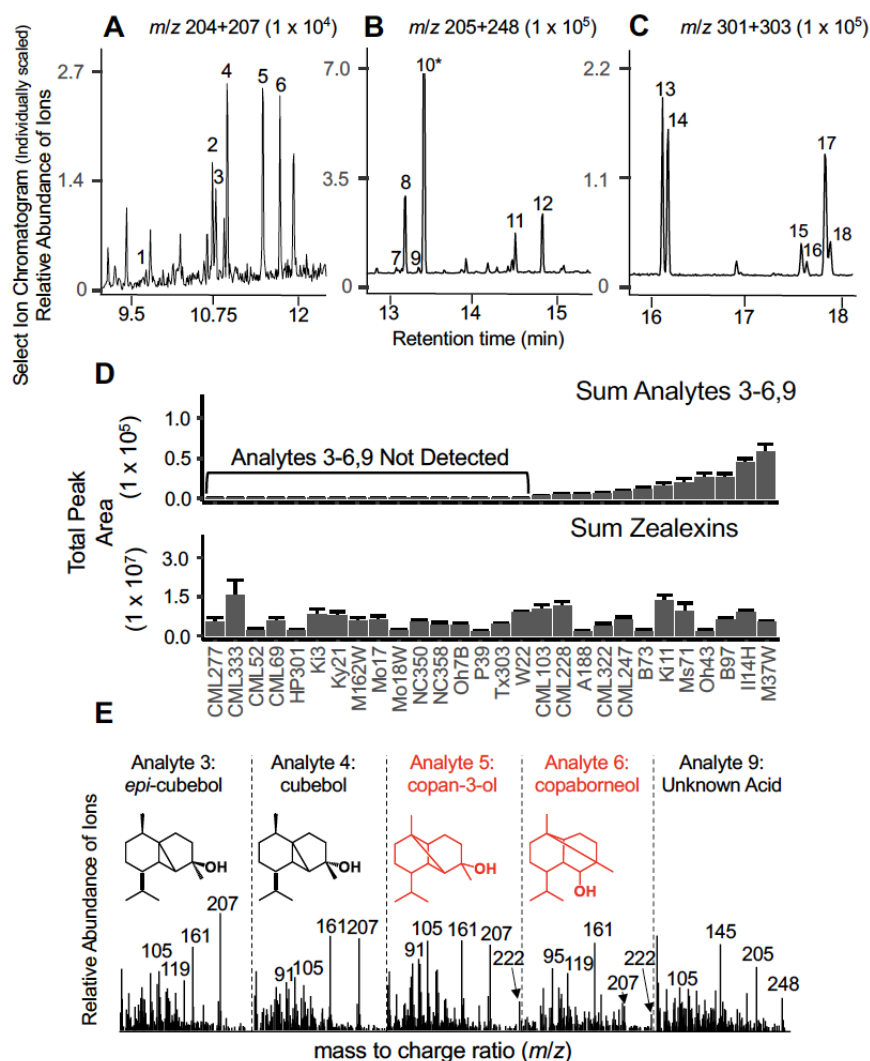 A m/z 204+207 (1 x 10⁴) B m/z 205+248 (1 x 10⁵) C m/z 301+303 (1 x 10⁵)
Select Ion Chromatogram (Individually scaled)
Relative Abundance of Ions
2.7
1.4
0
1
2
3
4
5
6
9.5 10.75 12
7.0
3.5
0
7
8
9
10*
11
12
13 14 15
2.2
1.1
0
13
14
15
16
17
18
16 17 18
Retention time (min)
D
Sum Analytes 3-6,9
Analytes 3-6,9 Not Detected
Total Peak
Area
(1 x 10⁵)
1.0
0.5
0.0
Sum Zealexins
(1 x 10⁷)
3.0
1.5
0.0
CML277
CML333
CML52
CML69
HP301
Ki3
Ky21
M162W
Mo17
Mo18W
NC350
NC358
Oh7B
P39
Tx303
W22
CML103
CML228
A188
CML322
CML247
B73
Ki11
Ms71
Oh43
B97
Il14H
M37W
E
Analyte 3:
epi-cubebol
OH
Analyte 4:
cubebol
OH
Analyte 5:
copan-3-ol
OH
Analyte 6:
copaborneol
OH
Analyte 9:
Unknown Acid
Relative Abundance of Ions
105 119 161 207
91 105 161 207
91 105 161 207 222
95 119 161 207 222
105 145 205 248
mass to charge ratio (m/z)